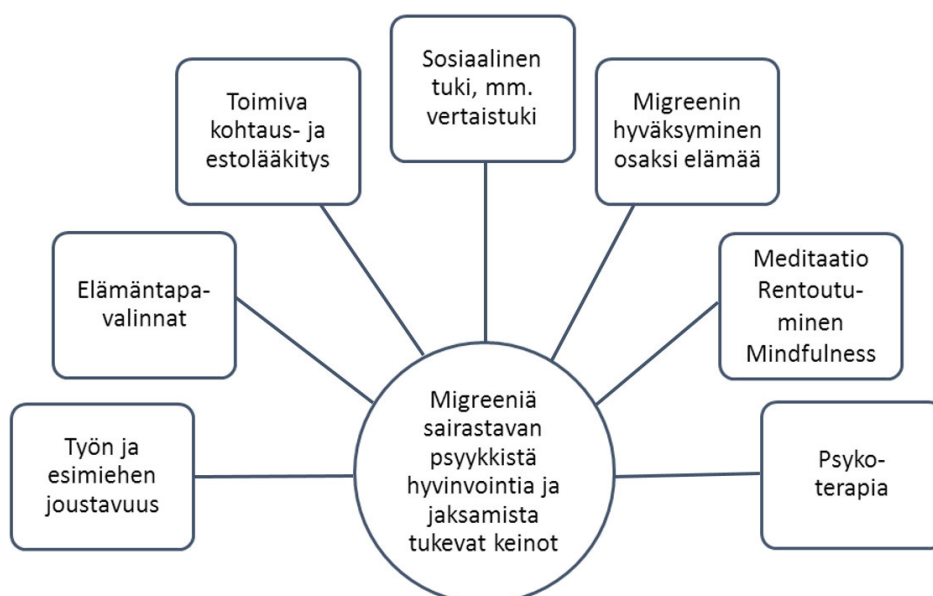 Työn ja
esimiehen
joustavuus
Elämäntapa-
valinnat
Toimiva
kohtaus- ja
estolääkitys
Sosiaalinen
tuki, mm.
vertaistuki
Migreenin
hyväksyminen
osaksi elämää
Meditaatio
Rentoutu-
minen
Mindfulness
Psyko-
terapia
Migreeniä
sairastavan
psyykkistä
hyvinvointia ja
jaksamista
tukevat keinot